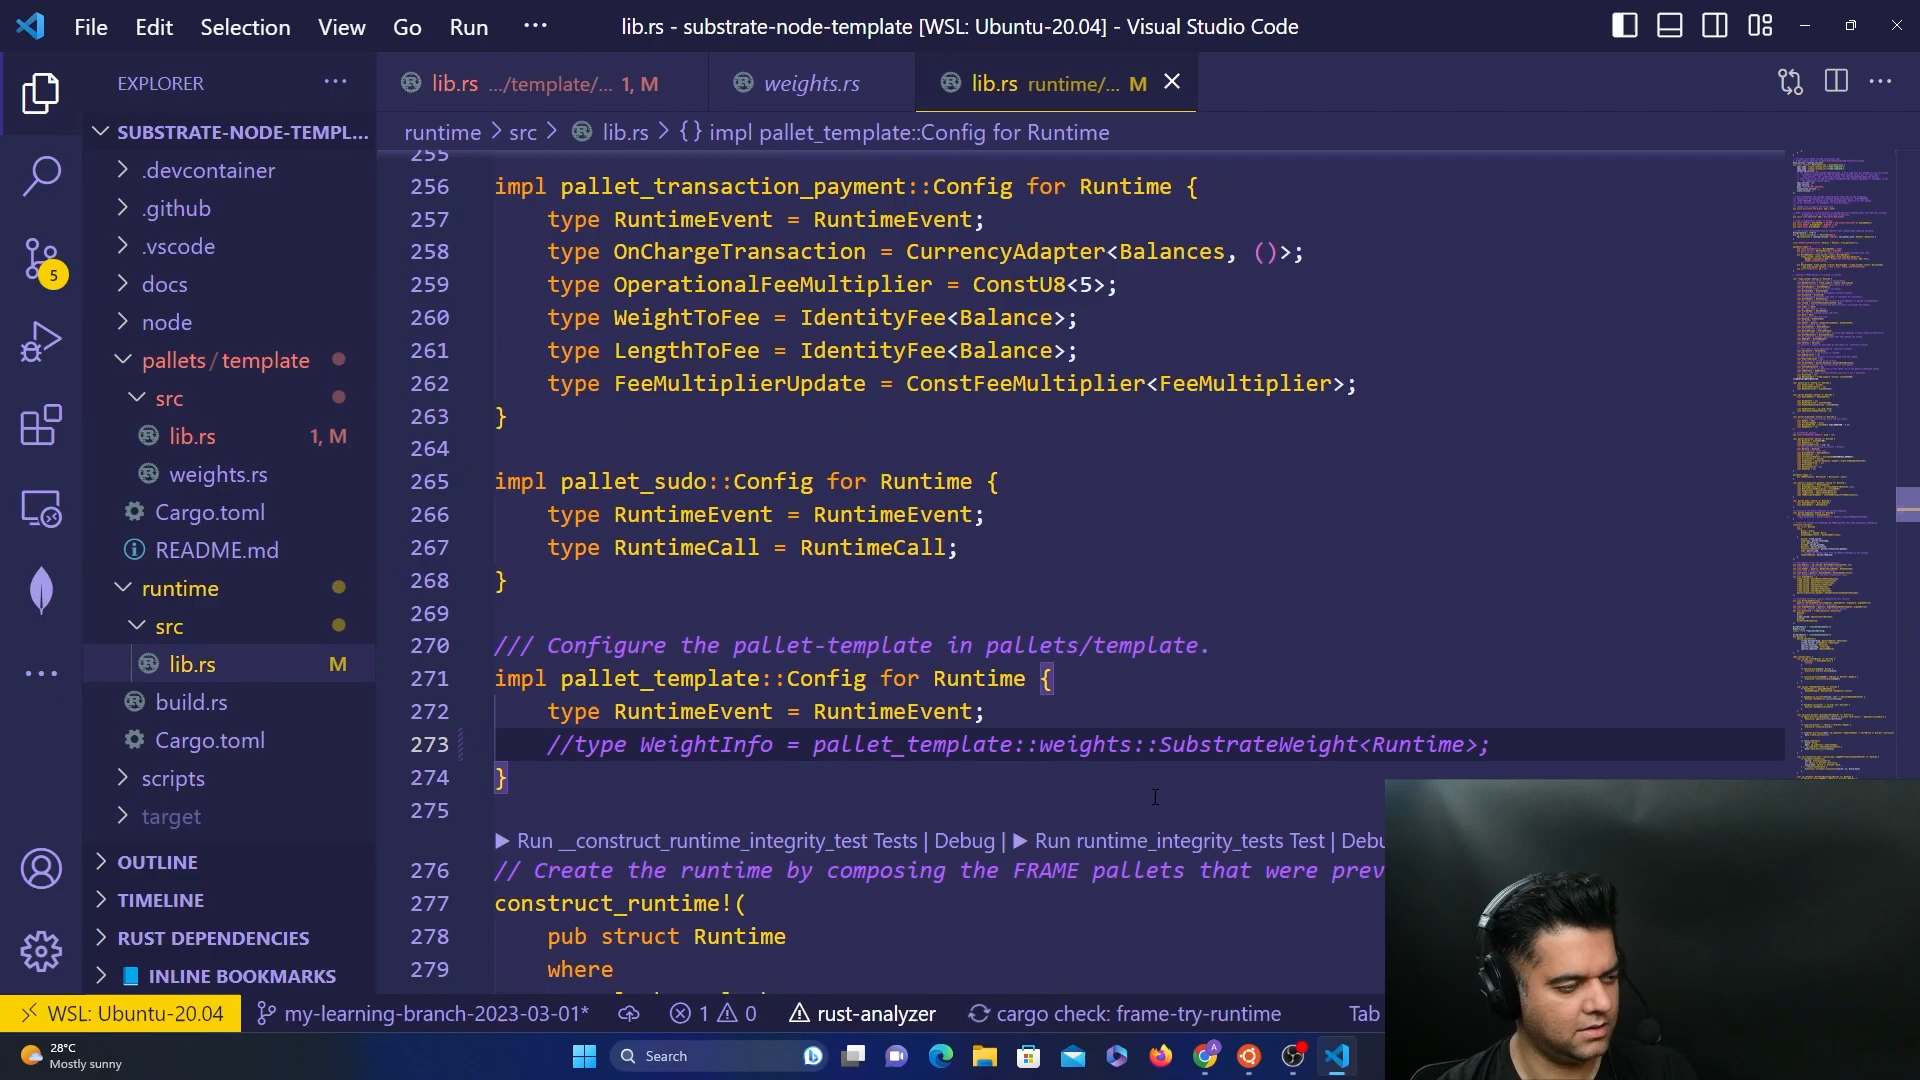 File Edit Selection View Go Run ···
lib.rs - substrate-node-template [WSL: Ubuntu-20.04] - Visual Studio Code
EXPLORER
lib.rs .../template/... 1, M
weights.rs
lib.rs runtime/... M
SUBSTRATE-NODE-TEMPL...
runtime > src > lib.rs > {} impl pallet_template::Config for Runtime
.devcontainer
.github
.vscode
docs
node
pallets / template
src
lib.rs 1, M
weights.rs
Cargo.toml
README.md
runtime
src
lib.rs M
build.rs
Cargo.toml
scripts
target
OUTLINE
TIMELINE
RUST DEPENDENCIES
INLINE BOOKMARKS
5
255
256 impl pallet_transaction_payment::Config for Runtime {
257 type RuntimeEvent = RuntimeEvent;
258 type OnChargeTransaction = CurrencyAdapter<Balances, ()>;
259 type OperationalFeeMultiplier = ConstU8<5>;
260 type WeightToFee = IdentityFee<Balance>;
261 type LengthToFee = IdentityFee<Balance>;
262 type FeeMultiplierUpdate = ConstFeeMultiplier<FeeMultiplier>;
263 }
264
265 impl pallet_sudo::Config for Runtime {
266 type RuntimeEvent = RuntimeEvent;
267 type RuntimeCall = RuntimeCall;
268 }
269
270 /// Configure the pallet-template in pallets/template.
271 impl pallet_template::Config for Runtime {
272 type RuntimeEvent = RuntimeEvent;
273 //type WeightInfo = pallet_template::weights::SubstrateWeight<Runtime>;
274 }
275
▶ Run __construct_runtime_integrity_test Tests | Debug | ▶ Run runtime_integrity_tests Test | Debu
276 // Create the runtime by composing the FRAME pallets that were prev
277 construct_runtime!(
278 pub struct Runtime
279 where
WSL: Ubuntu-20.04 my-learning-branch-2023-03-01* 1 0 rust-analyzer cargo check: frame-try-runtime Tab
28°C
Mostly sunny
Search